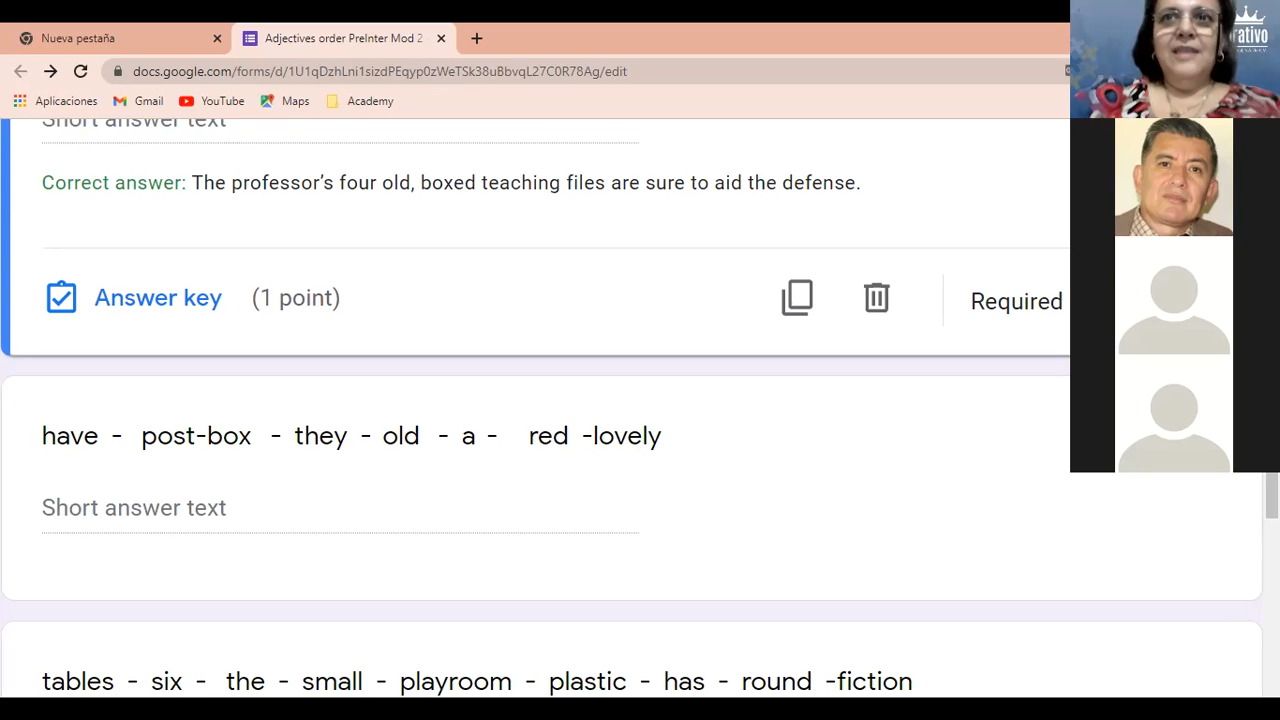 Nueva pestaña
Adjectives order PreInter Mod 2
docs.google.com/forms/d/1U1qDzhLni1sizdPEqyp0zWeTSk38uBbvqL27C0R78Ag/edit
Aplicaciones Gmail YouTube Maps Academy
rativo
Short answer text
Correct answer: The professor's four old, boxed teaching files are sure to aid the defense.
Answer key (1 point)
Required
have - post-box - they - old - a - red -lovely
Short answer text
tables - six - the - small - playroom - plastic - has - round -fiction